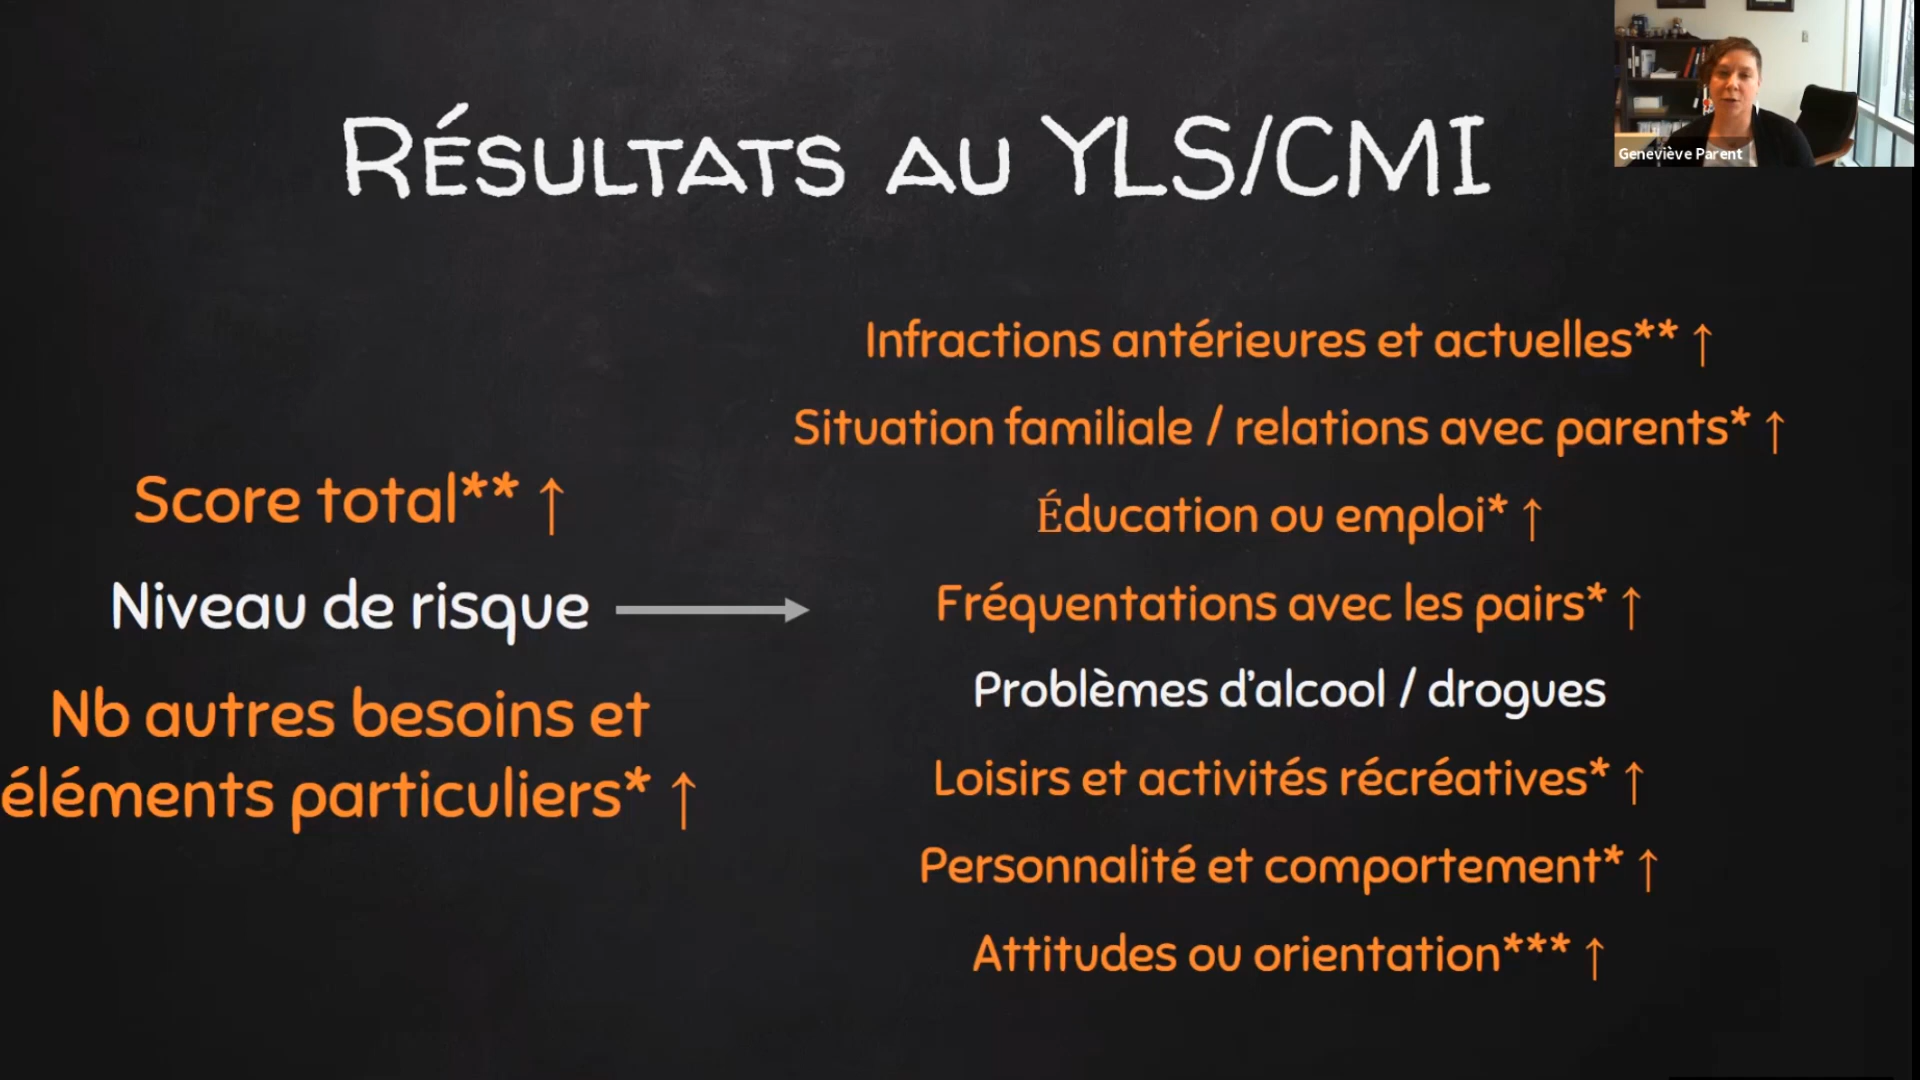 Résultats au YLS/CMI
Geneviève Parent
Score total** ↑
Niveau de risque
Nb autres besoins et
éléments particuliers* ↑
Infractions antérieures et actuelles** ↑
Situation familiale / relations avec parents* ↑
Éducation ou emploi* ↑
Fréquentations avec les pairs* ↑
Problèmes d’alcool / drogues
Loisirs et activités récréatives* ↑
Personnalité et comportement* ↑
Attitudes ou orientation*** ↑